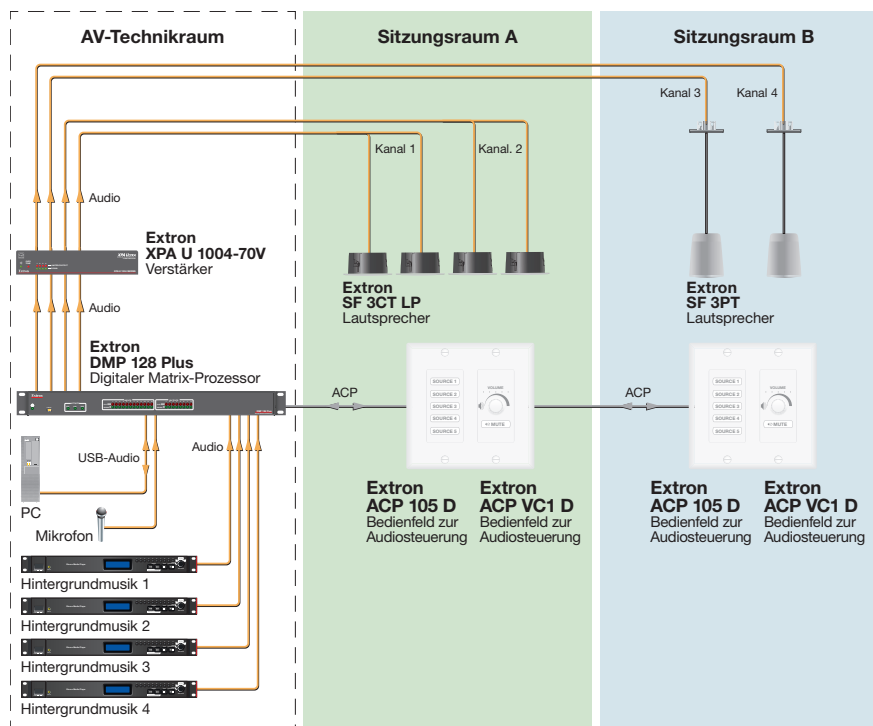 AV-Technikraum
Sitzungsraum A
Sitzungsraum B
Kanal 3
Kanal 4
Kanal 1
Kanal. 2
Audio
Extron
XPA U 1004-70V
Verstärker
Extron
SF 3CT LP
Lautsprecher
Extron
SF 3PT
Lautsprecher
Audio
Extron
DMP 128 Plus
Digitaler Matrix-Prozessor
Extron
ACP
ACP
SOURCE 1
SOURCE 2
SOURCE 3
SOURCE 4
SOURCE 5
VOLUME
MUTE
SOURCE 1
SOURCE 2
SOURCE 3
SOURCE 4
SOURCE 5
VOLUME
MUTE
USB-Audio
Audio
PC
Mikrofon
Extron
ACP 105 D
Bedienfeld zur
Audiosteuerung
Extron
ACP VC1 D
Bedienfeld zur
Audiosteuerung
Extron
ACP 105 D
Bedienfeld zur
Audiosteuerung
Extron
ACP VC1 D
Bedienfeld zur
Audiosteuerung
Hintergrundmusik 1
Hintergrundmusik 2
Hintergrundmusik 3
Hintergrundmusik 4